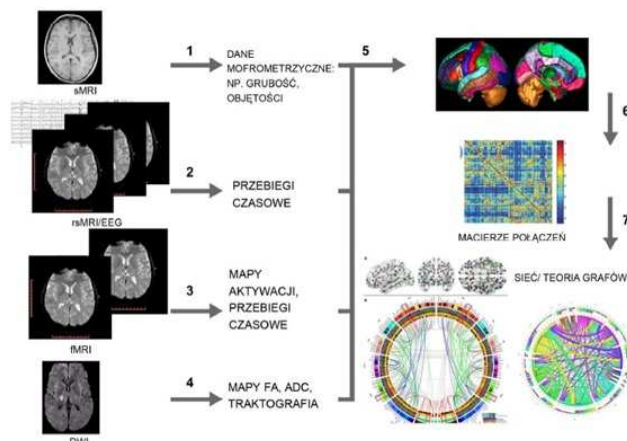 1
DANE
MOFROMETRZYCZNE:
NP. GRUBOŚĆ,
OBJĘTOŚCI
5
sMRI
6
2
PRZEBIEGI
CZASOWE
rsMRI/EEG
MACIERZE POŁĄCZEŃ
7
3
MAPY
AKTYWACJI,
PRZEBIEGI
CZASOWE
SIEĆ/ TEORIA GRAFÓW
fMRI
4
MAPY FA, ADC,
TRAKTOGRAFIA
DWI